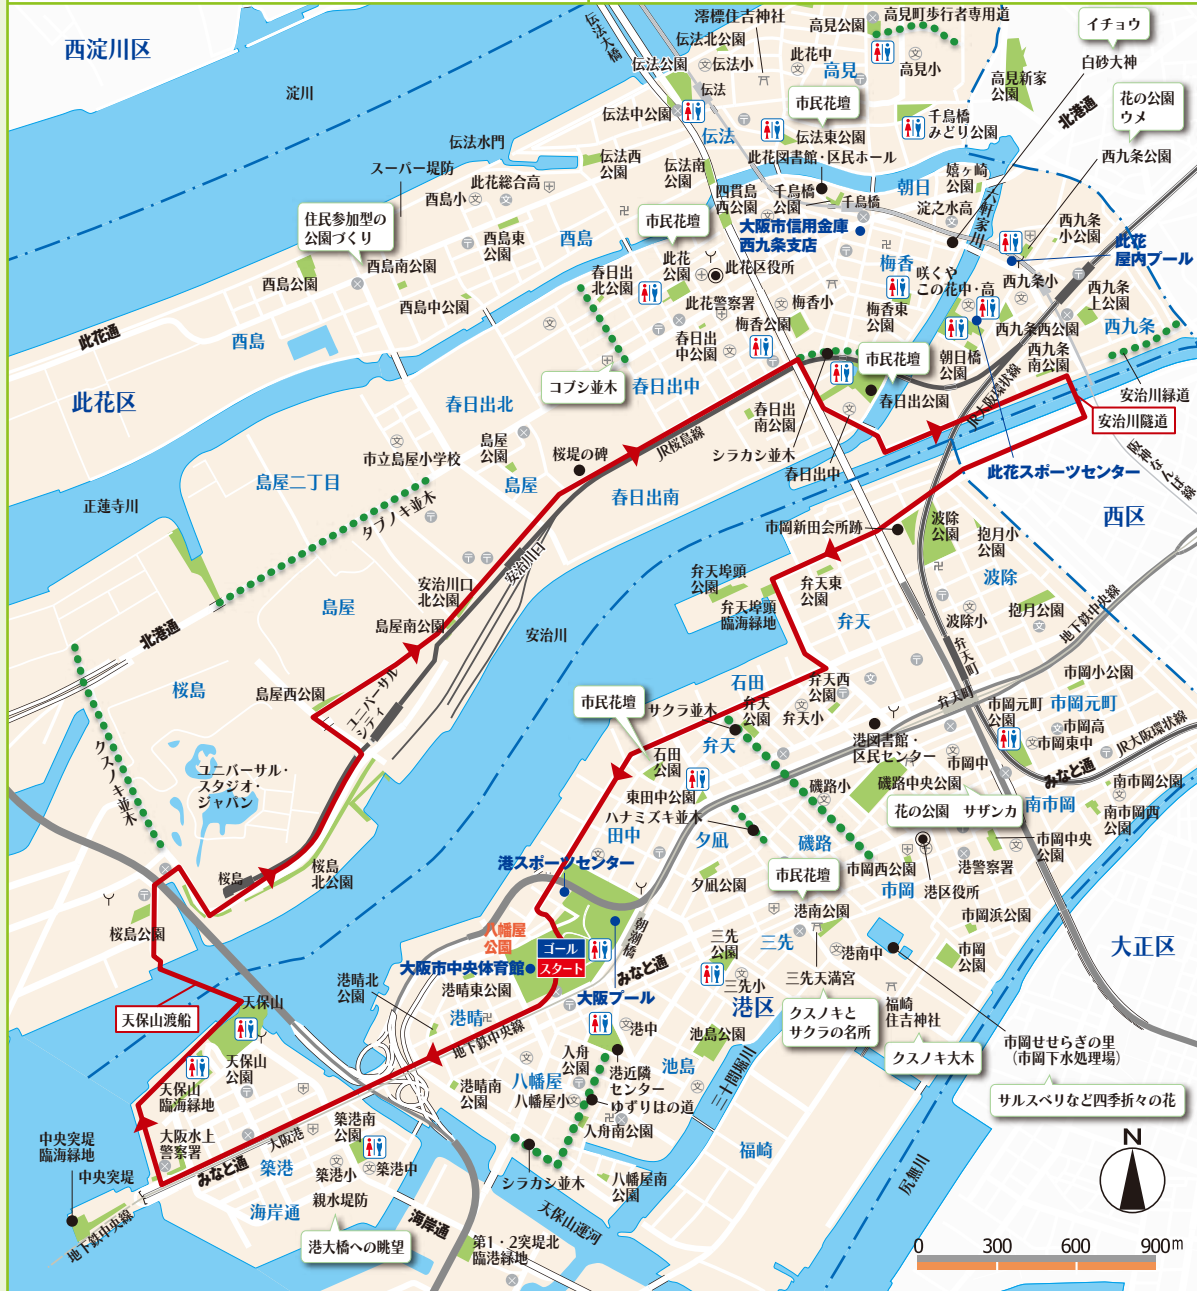 西淀川区
淀川
伝法大橋
澪標住吉神社
高見公園
高見町歩行者専用道
イチョウ
白砂大神
伝法北公園
伝法公園
伝法小
此花中
高見
高見小
高見新家
公園
北港通
花の公園
ウメ
伝法
市民花壇
伝法中公園
千鳥橋
みどり公園
伝法水門
伝法
伝法東公園
西九条公園
スーパー堤防
伝法西
公園
伝法南
公園
此花図書館・区民ホール
朝日
嬉ヶ崎
公園
六軒家川
此花総合高
酉島小
四貫島
西公園
千鳥橋
公園
千鳥橋
淀之水高
住民参加型の
公園づくり
市民花壇
大阪市信用金庫
西九条支店
西九条
小公園
酉島東
公園
酉島
此花
屋内プール
酉島南公園
此花
公園
此花区役所
梅香
酉島公園
春日出
北公園
咲くや
この花中・高
西九条小
西九条
上公園
酉島中公園
此花警察署
梅香小
梅香東
公園
梅香公園
西九条西公園
西九条
此花通
酉島
春日出
中公園
市民花壇
朝日橋
公園
西九条
南公園
此花区
コブシ並木
春日出中
春日出公園
JR大阪環状線
安治川緑道
春日出北
春日出
南公園
安治川隧道
島屋
公園
JR桜島線
シラカシ並木
春日出中
阪神なんば線
市立島屋小学校
桜堤の碑
此花スポーツセンター
島屋二丁目
島屋
春日出南
正蓮寺川
タブノキ並木
西区
市岡新田会所跡
波除
公園
抱月小
公園
安治川口
波除
安治川口
北公園
弁天埠頭
公園
弁天東
公園
島屋
弁天埠頭
臨海緑地
抱月公園
島屋南公園
弁天
波除小
地下鉄中央線
北港通
安治川
弁天町
桜島
石田
弁天西
公園
市岡小公園
島屋西公園
ユニバーサル
シティ
市民花壇
サクラ並木
弁天
公園
弁天小
弁天町
市岡元町
公園
市岡元町
市岡高
弁天
港図書館・
区民センター
市岡東中
JR大阪環状線
クスノキ並木
石田
公園
市岡中
みなと通
ユニバーサル・
スタジオ・
ジャパン
東田中公園
磯路小
磯路中央公園
南市岡公園
ハナミズキ並木
花の公園 サザンカ
南市岡
南市岡西
公園
田中
夕凪
磯路
市岡中央
公園
港スポーツセンター
桜島
桜島
北公園
市民花壇
市岡西公園
港警察署
夕凪公園
市岡
港区役所
桜島公園
八幡屋
公園
朝潮橋
港南公園
市岡浜公園
ゴール
スタート
大阪市中央体育館
三先
公園
三先
港南中
市岡
公園
大正区
港晴北
公園
みなと通
三先小
三先天満宮
港晴東公園
大阪プール
天保山渡船
天保山
港晴
港区
クスノキと
サクラの名所
福崎
住吉神社
地下鉄中央線
港中
池島公園
クスノキ大木
市岡せせらぎの里
（市岡下水処理場）
天保山
公園
入舟
公園
池島
三十間堀川
天保山
臨海緑地
港晴南
公園
八幡屋
港近隣
センター
八幡屋小
ゆずりはの道
サルスベリなど四季折々の花
中央突堤
臨海緑地
大阪水上
警察署
大阪港
築港南
公園
入舟南公園
N
中央突堤
みなと通
築港
築港小
築港中
シラカシ並木
八幡屋南
公園
福崎
尻無川
親水堤防
海岸通
地下鉄中央線
港大橋への眺望
海岸通
天保山運河
第1・2突堤北
臨港緑地
0 300 600 900m